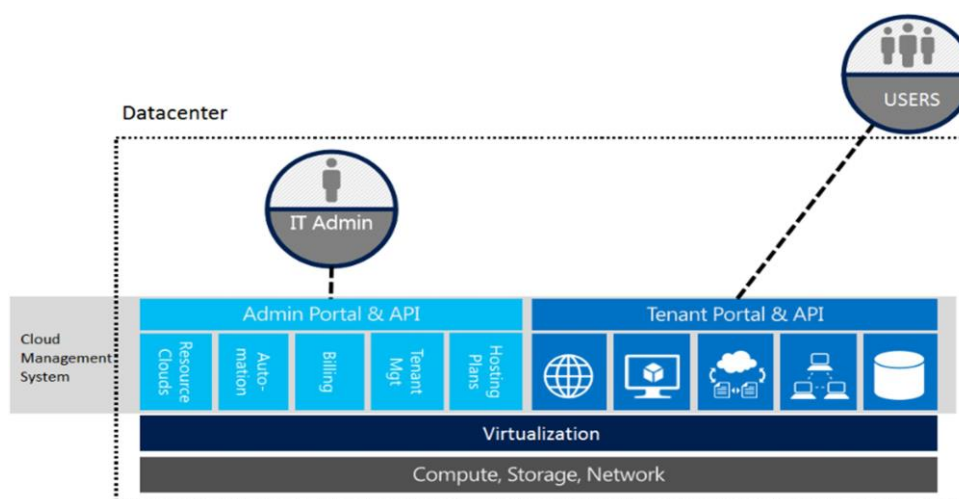 USERS
Datacenter
IT Admin
Admin Portal & API
Tenant Portal & API
Cloud
Management
System
Resource
Clouds
Auto-
mation
Billing
Tenant
Mgt
Hosting
Plans
Virtualization
Compute, Storage, Network